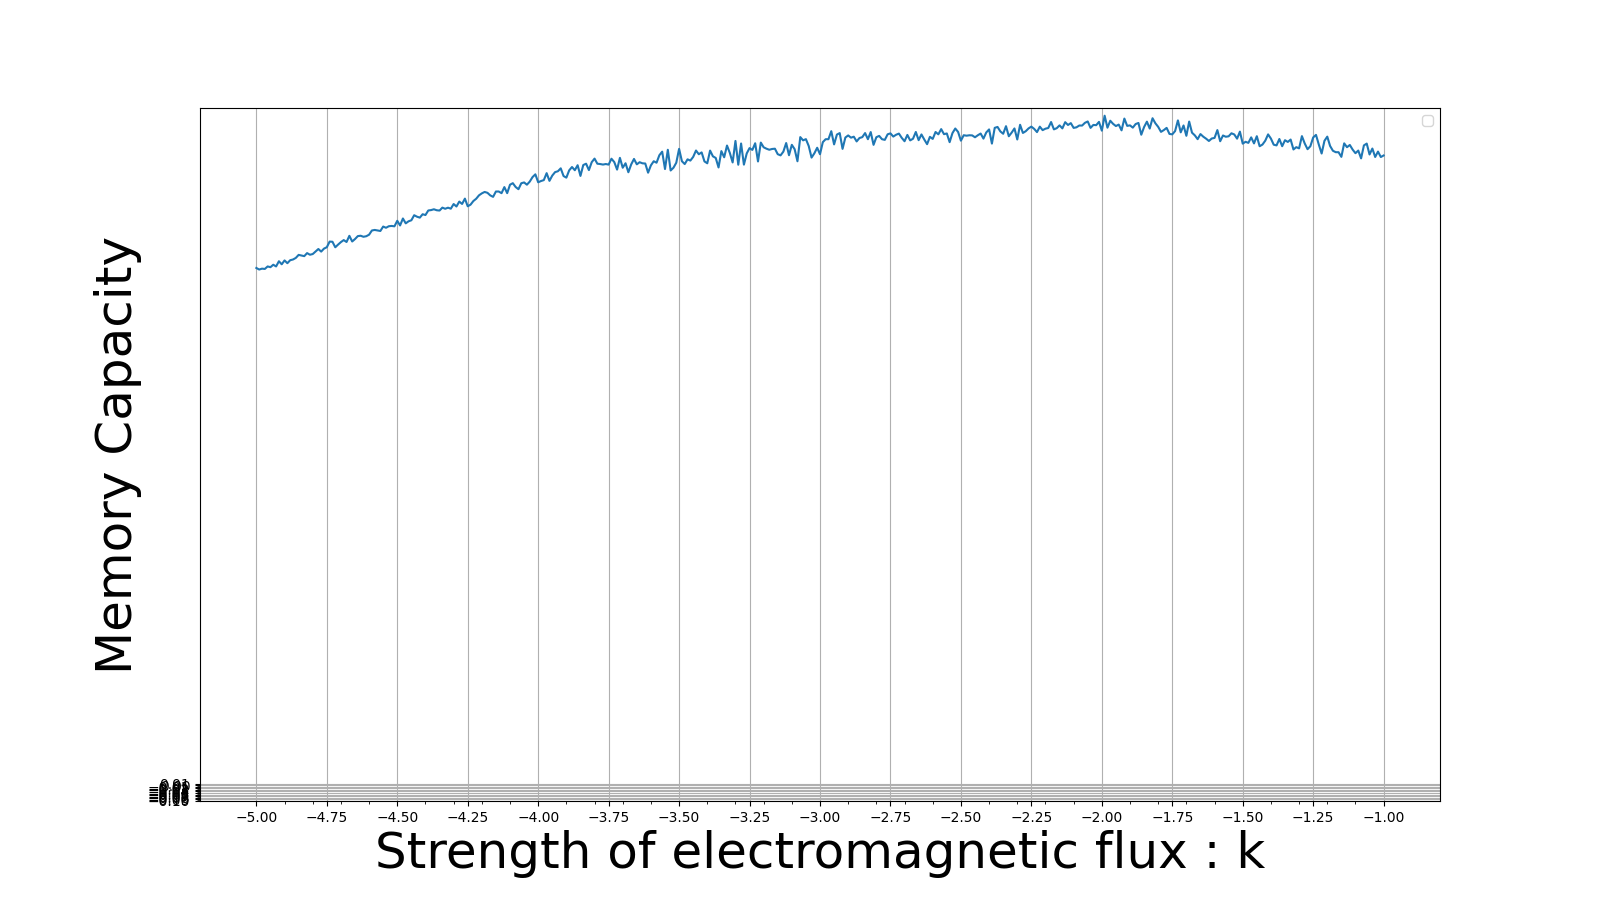 Memory Capacity
−5.00 −4.75 −4.50 −4.25 −4.00 −3.75 −3.50 −3.25 −3.00 −2.75 −2.50 −2.25 −2.00 −1.75 −1.50 −1.25 −1.00
Strength of electromagnetic flux : k